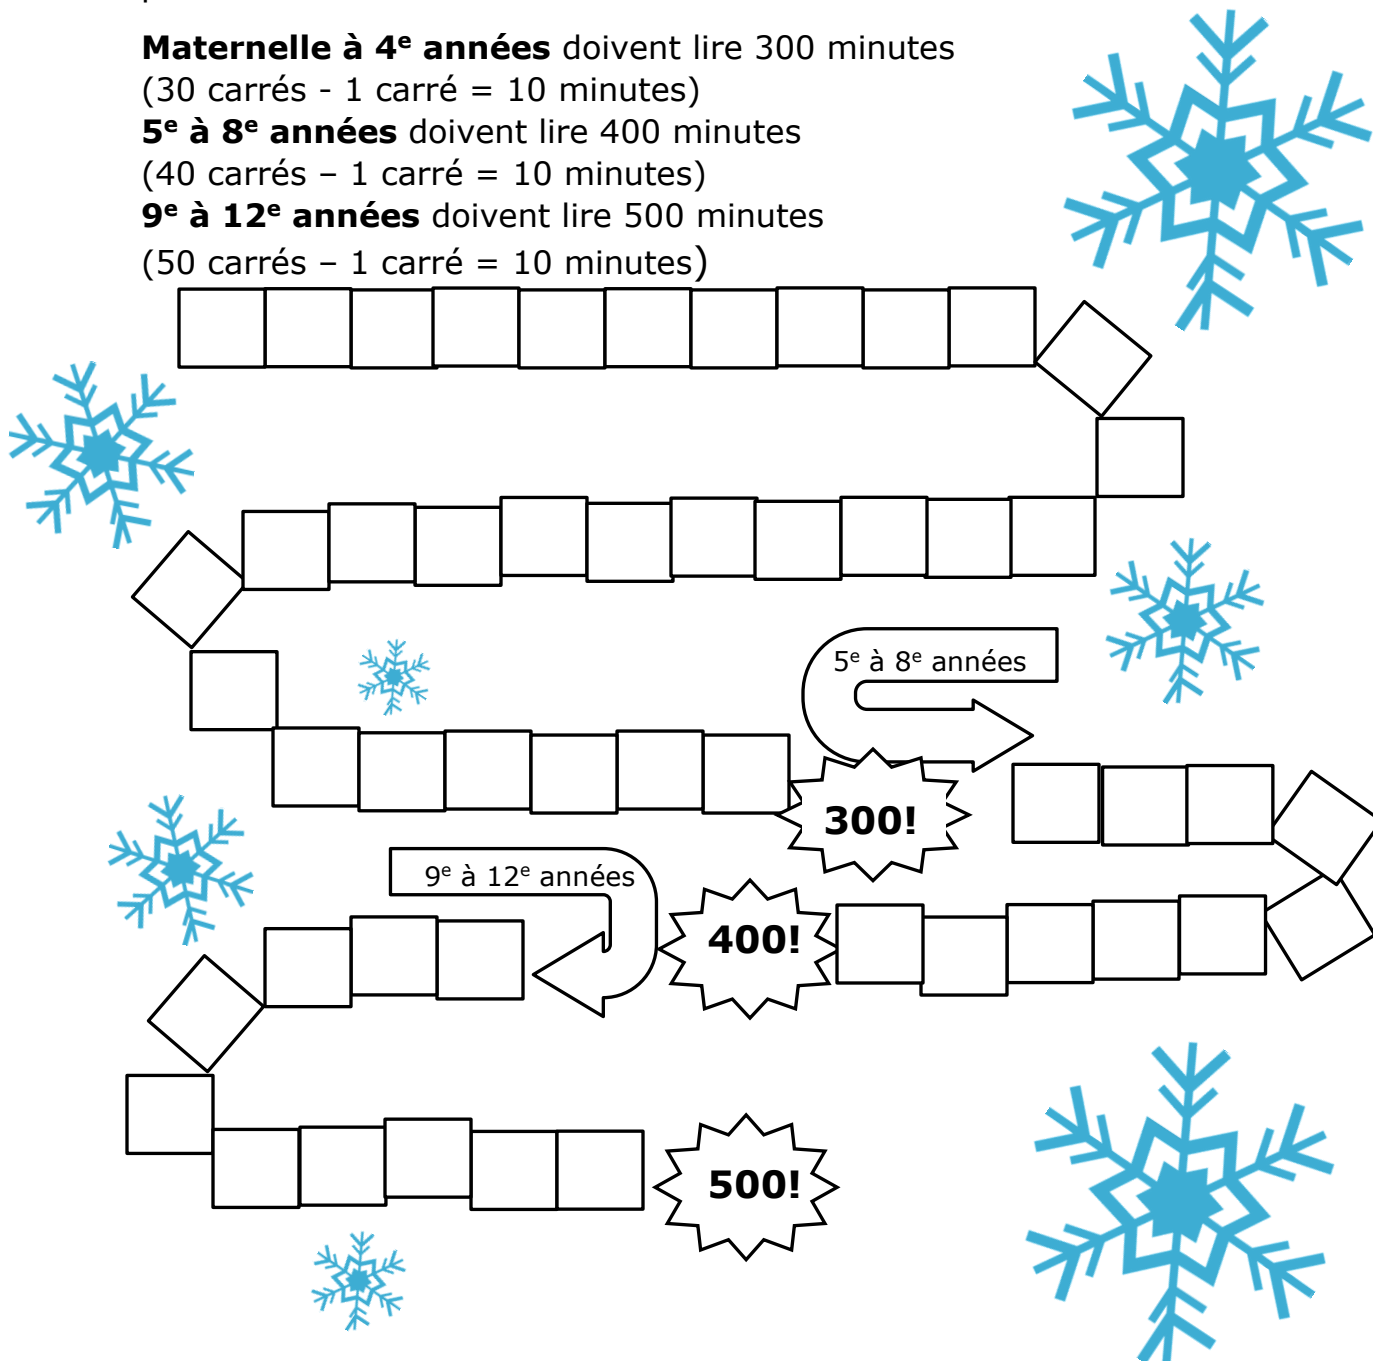 Maternelle à 4e années doivent lire 300 minutes
(30 carrés - 1 carré = 10 minutes)
5e à 8e années doivent lire 400 minutes
(40 carrés – 1 carré = 10 minutes)
9e à 12e années doivent lire 500 minutes
(50 carrés – 1 carré = 10 minutes)
5e à 8e années
300!
9e à 12e années
400!
500!